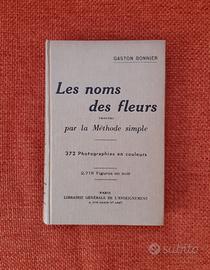 GASTON BONNIER
Les noms
des fleurs
par la Méthode simple
372 Photographies en couleurs
2.715 Figures en noir
PARIS
LIBRAIRIE GÉNÉRALE DE L'ENSEIGNEMENT
subito